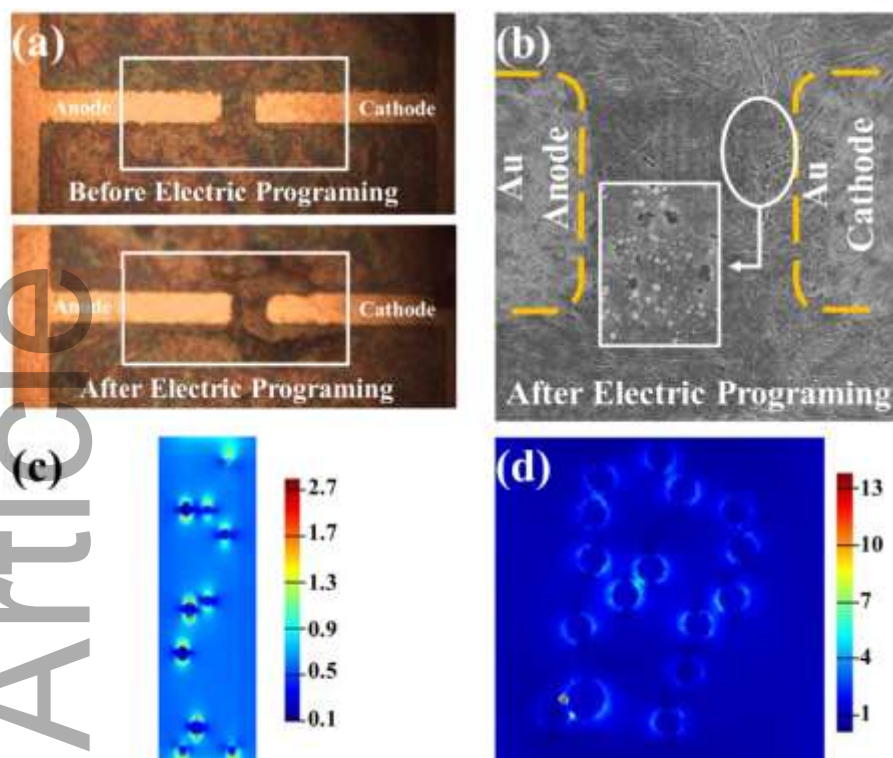 (a)
Anode
Cathode
Before Electric Programing
Anode
Cathode
After Electric Programing
(b)
Au
Anode
Au
Cathode
After Electric Programing
(c)
2.7
1.7
1.3
0.9
0.5
0.1
(d)
13
10
7
4
1
Article